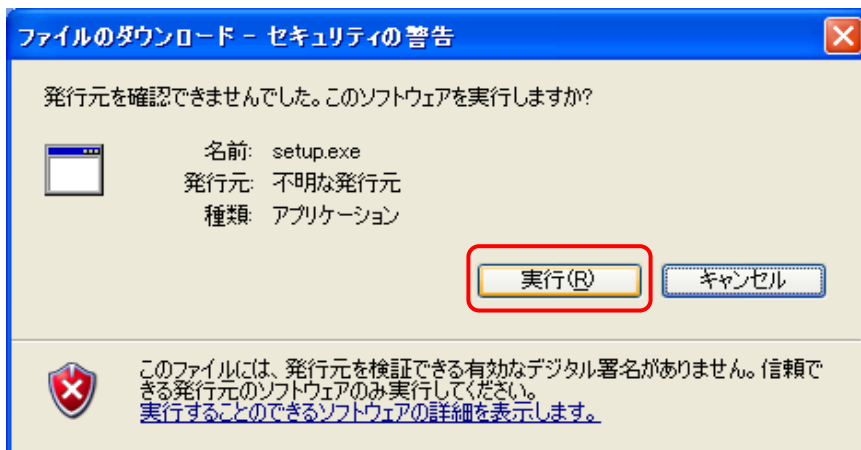 ファイルのダウンロード - セキュリティの警告
発行元を確認できませんでした。このソフトウェアを実行しますか?
名前: setup.exe
発行元: 不明な発行元
種類: アプリケーション
実行(R) キャンセル
このファイルには、発行元を検証できる有効なデジタル署名がありません。信頼で
きる発行元のソフトウェアのみ実行してください。
実行することのできるソフトウェアの詳細を表示します。